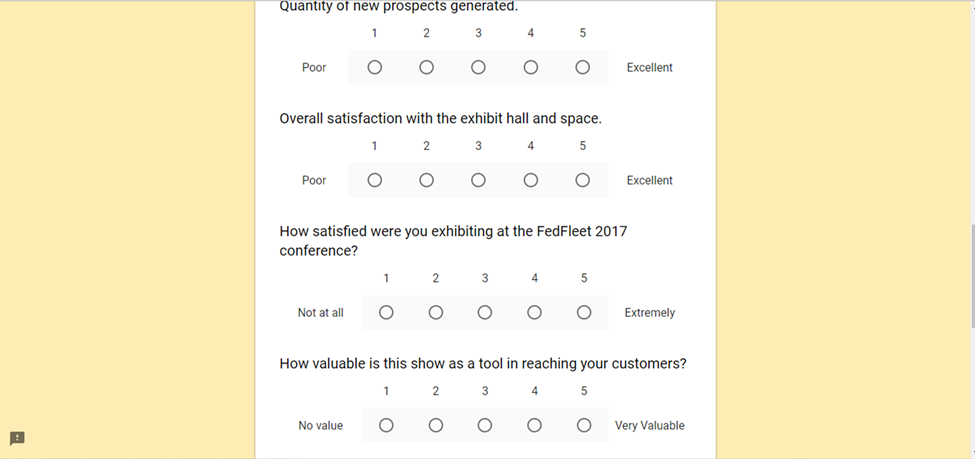 Quantity of new prospects generated.
1 2 3 4 5
Poor Excellent
Overall satisfaction with the exhibit hall and space.
1 2 3 4 5
Poor Excellent
How satisfied were you exhibiting at the FedFleet 2017
conference?
1 2 3 4 5
Not at all Extremely
How valuable is this show as a tool in reaching your customers?
1 2 3 4 5
No value Very Valuable